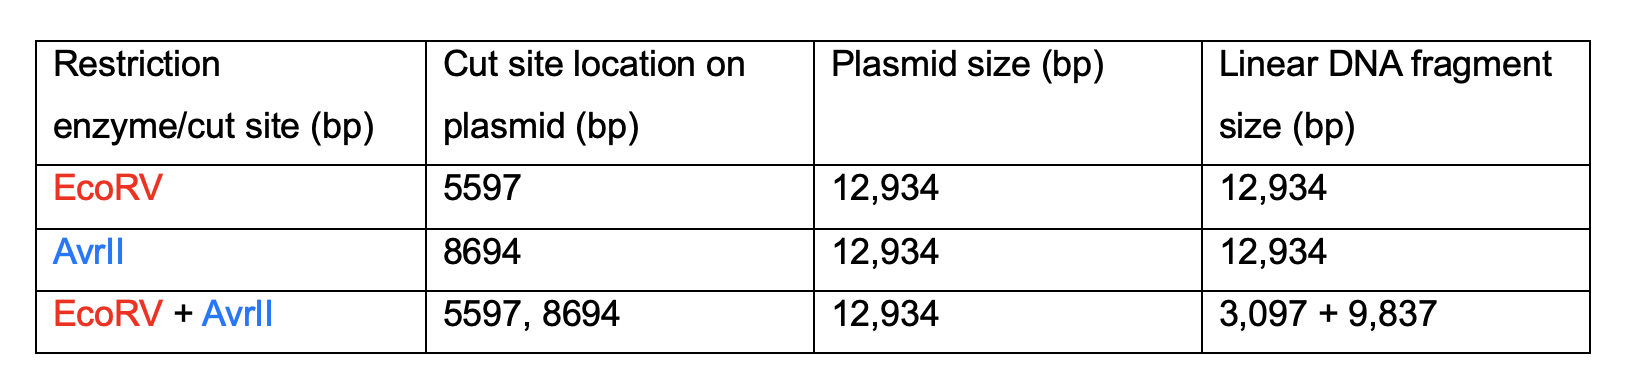 Restriction
enzyme/cut site (bp)
Cut site location on
plasmid (bp)
Plasmid size (bp)
Linear DNA fragment
size (bp)
EcoRV
5597
12,934
12,934
AvrII
8694
12,934
12,934
EcoRV + AvrII
5597, 8694
12,934
3,097 + 9,837